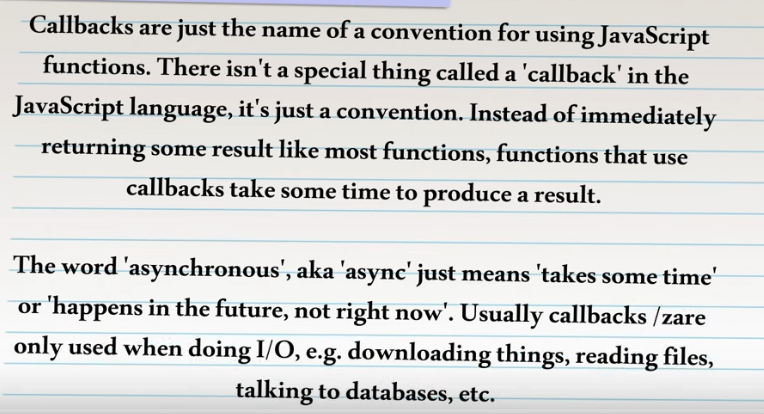 Callbacks are just the name of a convention for using JavaScript
functions. There isn't a special thing called a 'callback' in the
JavaScript language, it's just a convention. Instead of immediately
returning some result like most functions, functions that use
callbacks take some time to produce a result.
The word 'asynchronous', aka 'async' just means 'takes some time'
or 'happens in the future, not right now'. Usually callbacks /zare
only used when doing I/O, e.g. downloading things, reading files,
talking to databases, etc.